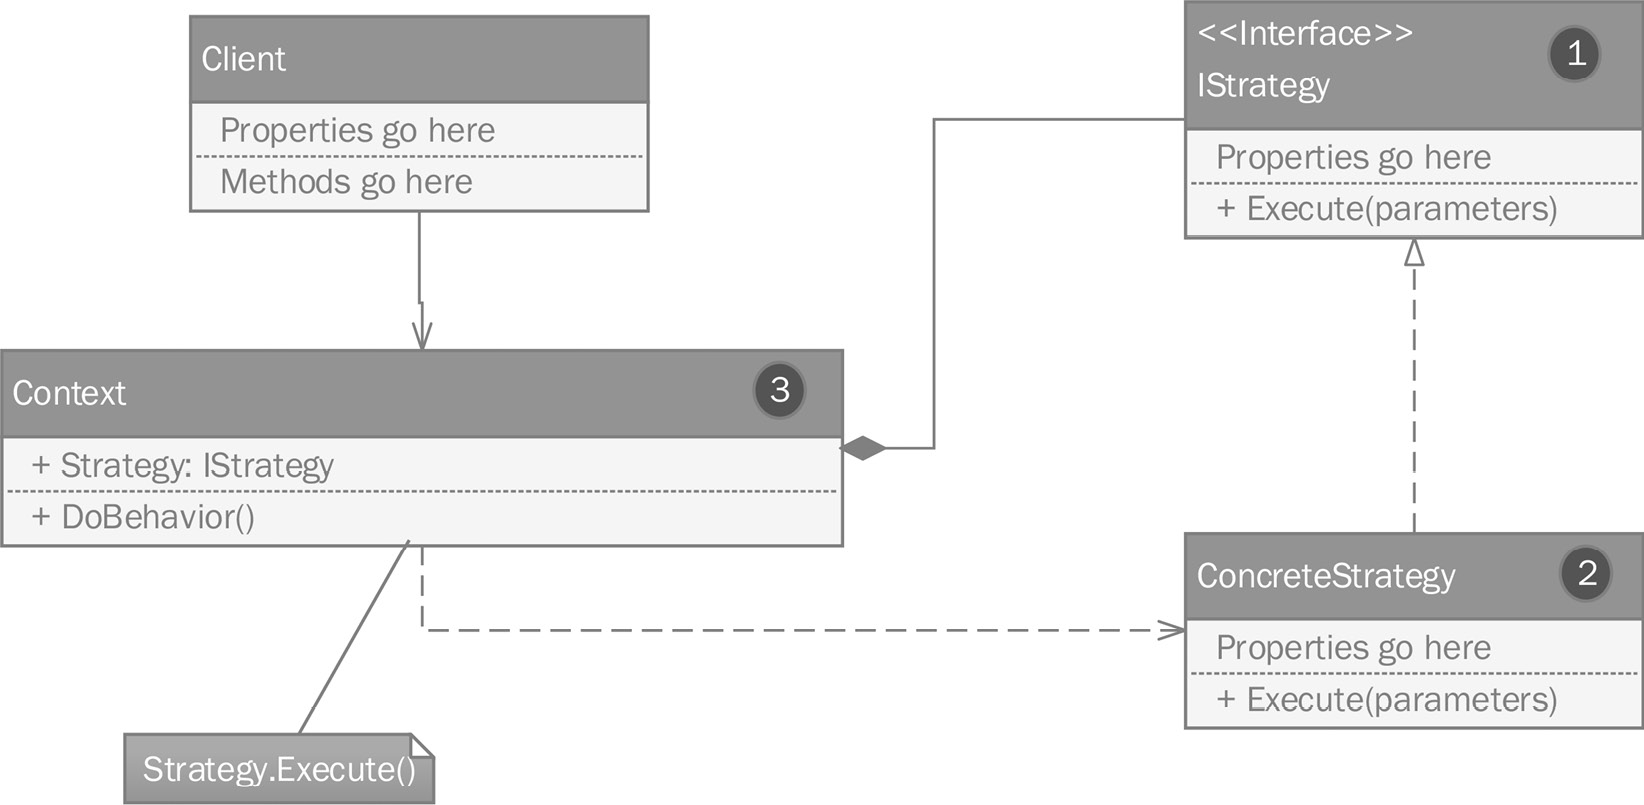 Client
Properties go here
Methods go here
<<Interface>>
IStrategy
1
Properties go here
+ Execute(parameters)
Context
3
+ Strategy: IStrategy
+ DoBehavior()
ConcreteStrategy
2
Properties go here
+ Execute(parameters)
Strategy.Execute()